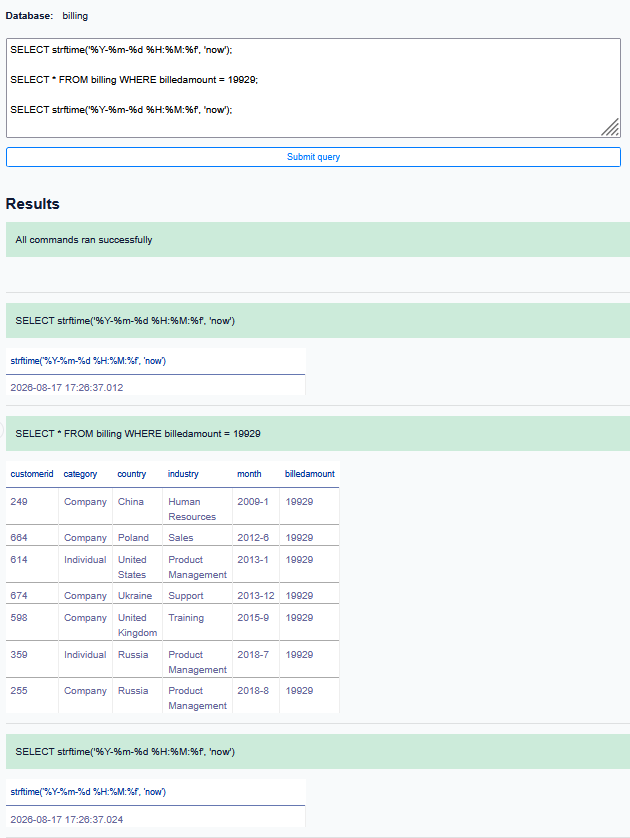 Database: billing
SELECT strftime('%Y-%m-%d %H:%M:%f', 'now');
SELECT * FROM billing WHERE billedamount = 19929;
SELECT strftime('%Y-%m-%d %H:%M:%f', 'now');
Submit query
Results
All commands ran successfully
SELECT strftime('%Y-%m-%d %H:%M:%f', 'now')
strftime('%Y-%m-%d %H:%M:%f', 'now')
2026-08-17 17:26:37.012
SELECT * FROM billing WHERE billedamount = 19929
customerid category country industry month billedamount
249 Company China Human 2009-1 19929
Resources
664 Company Poland Sales 2012-6 19929
614 Individual United Product 2013-1 19929
States Management
674 Company Ukraine Support 2013-12 19929
598 Company United Training 2015-9 19929
Kingdom
359 Individual Russia Product 2018-7 19929
Management
255 Company Russia Product 2018-8 19929
Management
SELECT strftime('%Y-%m-%d %H:%M:%f', 'now')
strftime('%Y-%m-%d %H:%M:%f', 'now')
2026-08-17 17:26:37.024